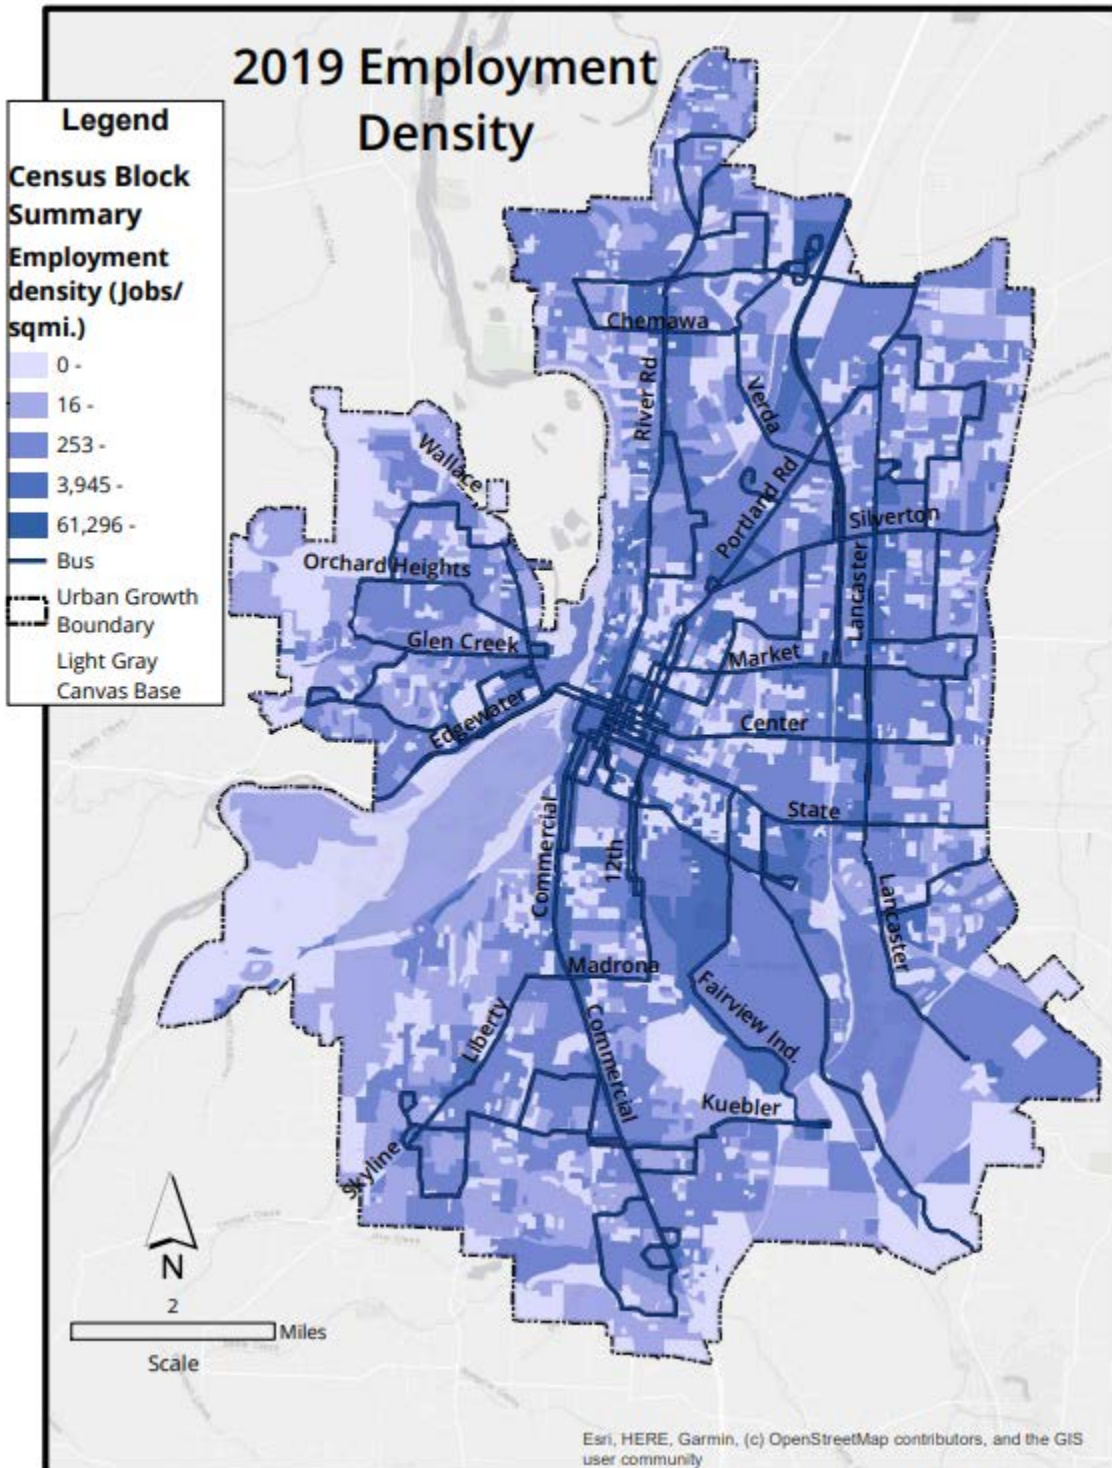 2019 Employment
Density
Legend
Census Block
Summary
Employment
density (Jobs/
sqmi.)
0 -
16 -
253 -
3,945 -
61,296 -
Bus
Urban Growth
Boundary
Light Gray
Canvas Base
Chemawa
River Rd
Verda
Wallace
Portland Rd
Silverton
Orchard Heights
Lancaster
Glen Creek
Market
Edgewater
Center
State
Commercial
12th
Lancaster
Madrona
Fairview Ind.
Liberty
Commercial
Kuebler
Skyline
N
2
Miles
Scale
Esri, HERE, Garmin, (c) OpenStreetMap contributors, and the GIS
user community